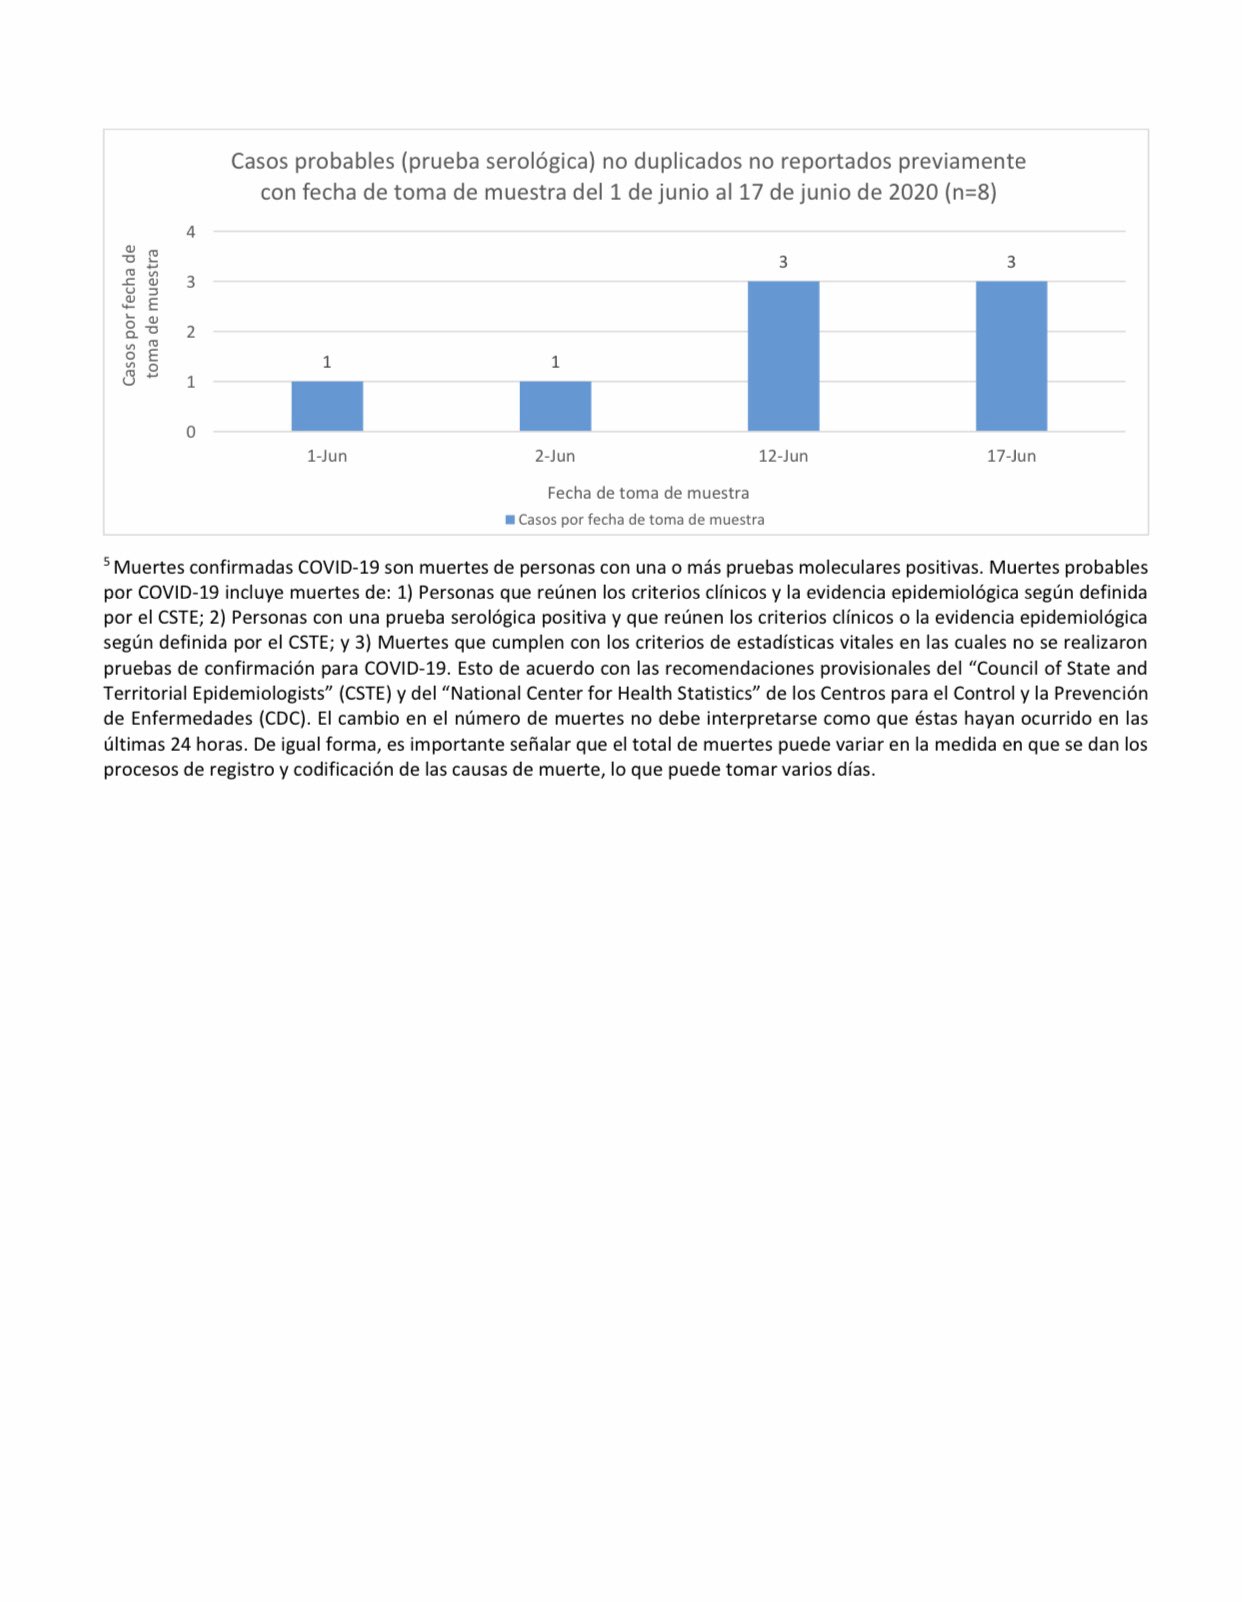 Casos probables (prueba serológica) no duplicados no reportados previamente
con fecha de toma de muestra del 1 de junio al 17 de junio de 2020 (n=8)
Casos por fecha de
toma de muestra
4
3
2
1
0
1
1
3
3
1-Jun
2-Jun
12-Jun
17-Jun
Fecha de toma de muestra
Casos por fecha de toma de muestra
5 Muertes confirmadas COVID-19 son muertes de personas con una o más pruebas moleculares positivas. Muertes probables
por COVID-19 incluye muertes de: 1) Personas que reúnen los criterios clínicos y la evidencia epidemiológica según definida
por el CSTE; 2) Personas con una prueba serológica positiva y que reúnen los criterios clínicos o la evidencia epidemiológica
según definida por el CSTE; y 3) Muertes que cumplen con los criterios de estadísticas vitales en las cuales no se realizaron
pruebas de confirmación para COVID-19. Esto de acuerdo con las recomendaciones provisionales del “Council of State and
Territorial Epidemiologists” (CSTE) y del “National Center for Health Statistics” de los Centros para el Control y la Prevención
de Enfermedades (CDC). El cambio en el número de muertes no debe interpretarse como que éstas hayan ocurrido en las
últimas 24 horas. De igual forma, es importante señalar que el total de muertes puede variar en la medida en que se dan los
procesos de registro y codificación de las causas de muerte, lo que puede tomar varios días.